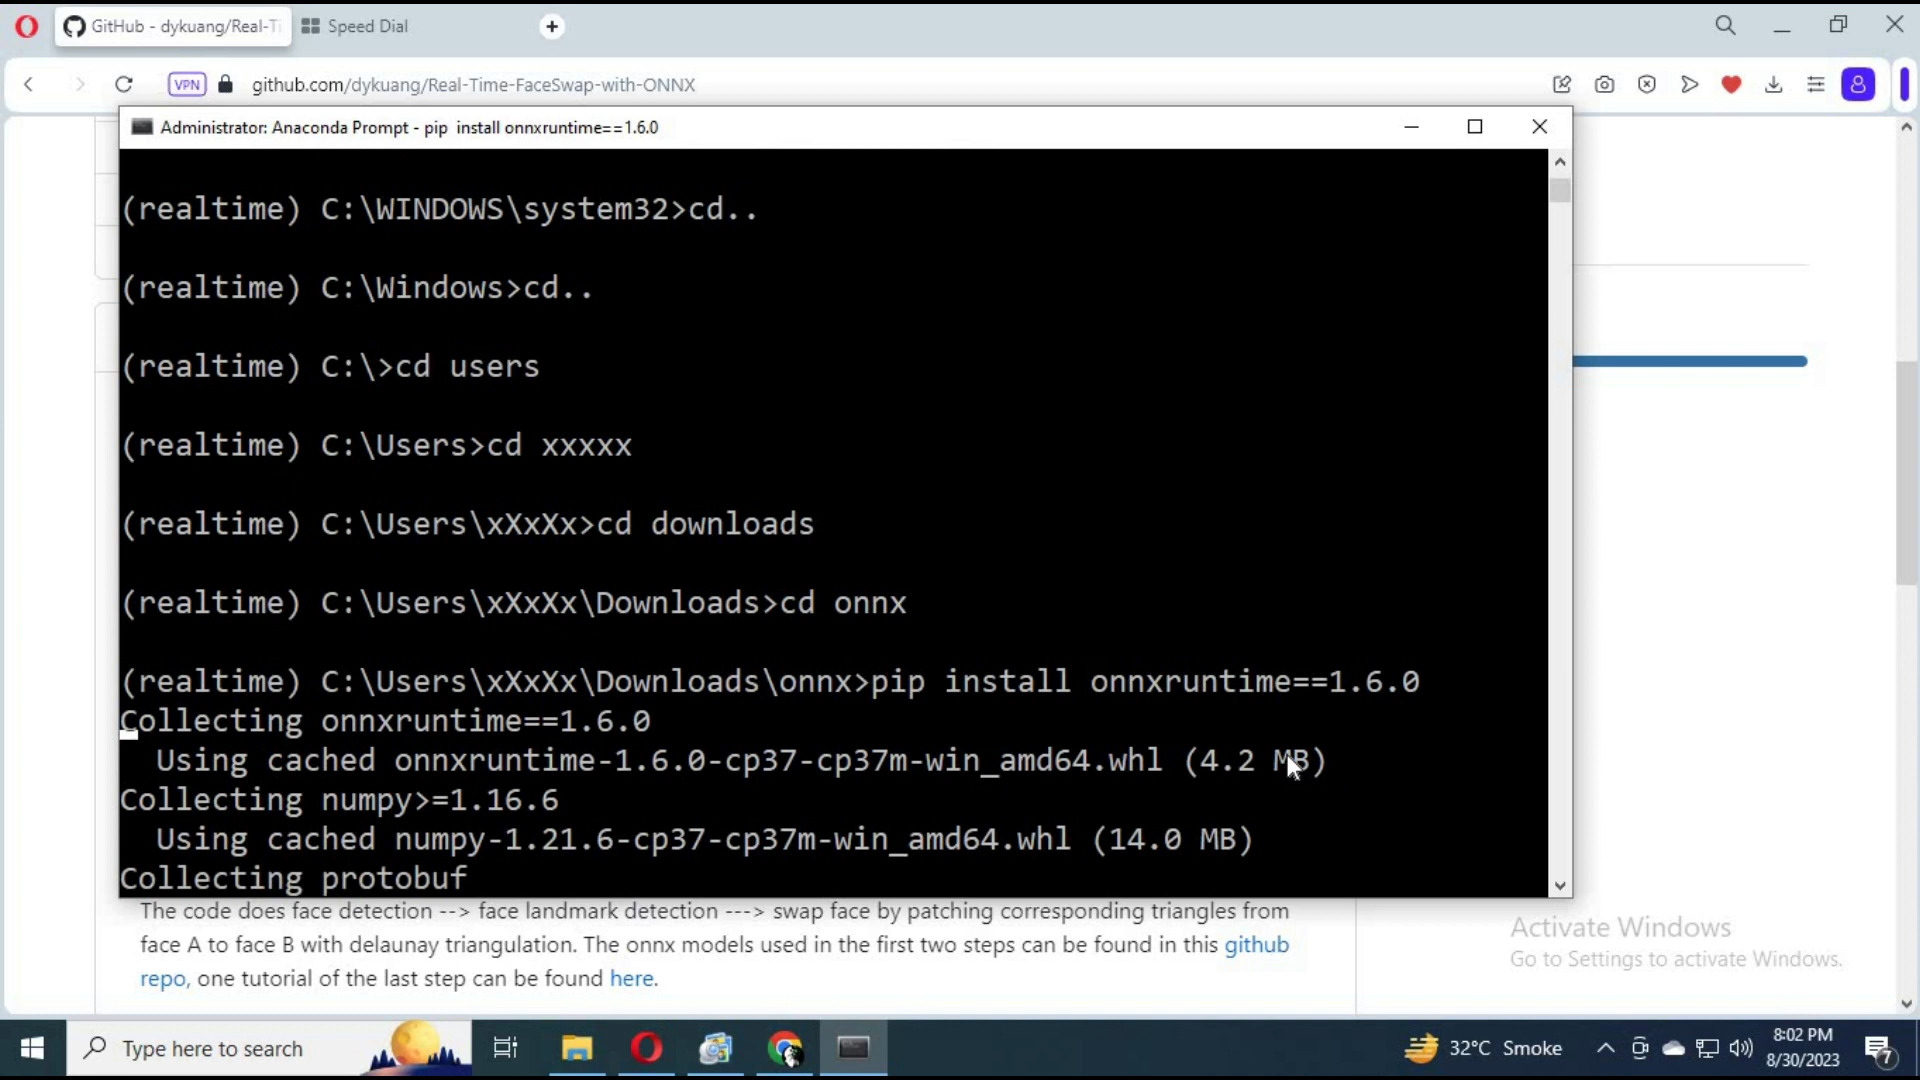 GitHub - dykuang/Real-Ti
Speed Dial
VPN
github.com/dykuang/Real-Time-FaceSwap-with-ONNX
Administrator: Anaconda Prompt - pip install onnxruntime==1.6.0
(realtime) C:\WINDOWS\system32>cd..
(realtime) C:\Windows>cd..
(realtime) C:\>cd users
(realtime) C:\Users>cd xxxxx
(realtime) C:\Users\xXxXx>cd downloads
(realtime) C:\Users\xXxXx\Downloads>cd onnx
(realtime) C:\Users\xXxXx\Downloads\onnx>pip install onnxruntime==1.6.0
Collecting onnxruntime==1.6.0
Using cached onnxruntime-1.6.0-cp37-cp37m-win_amd64.whl (4.2 MB)
Collecting numpy>=1.16.6
Using cached numpy-1.21.6-cp37-cp37m-win_amd64.whl (14.0 MB)
Collecting protobuf
The code does face detection --> face landmark detection ---> swap face by patching corresponding triangles from
face A to face B with delaunay triangulation. The onnx models used in the first two steps can be found in this github
repo, one tutorial of the last step can be found here.
Activate Windows
Go to Settings to activate Windows.
Type here to search
32°C Smoke
8:02 PM
8/30/2023
7